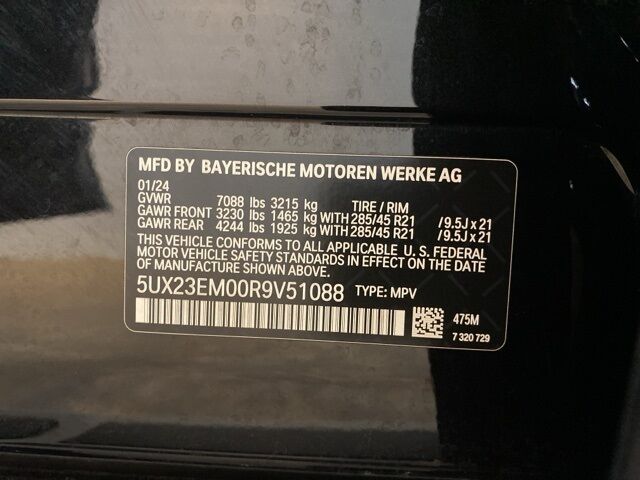 MFD BY BAYERISCHE MOTOREN WERKE AG
01/24
GVWR 7088 lbs 3215 kg TIRE / RIM
GAWR FRONT 3230 lbs 1465 kg WITH 285/45 R21 / 9.5J x 21
GAWR REAR 4244 lbs 1925 kg WITH 285/45 R21 / 9.5J x 21
THIS VEHICLE CONFORMS TO ALL APPLICABLE U. S. FEDERAL
MOTOR VEHICLE SAFETY STANDARDS IN EFFECT ON THE
DATE OF MANUFACTURE SHOWN ABOVE.
5UX23EM00R9V51088 TYPE: MPV
475M
7 320 729